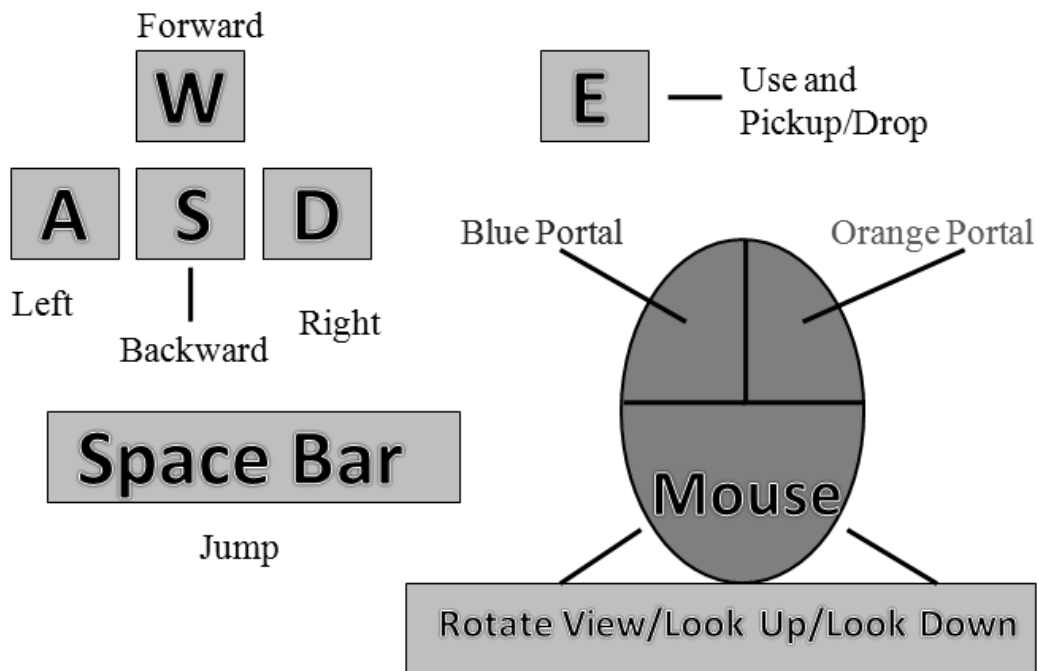 Forward
W
E
Use and
Pickup/Drop
A
S
D
Left
Backward
Right
Blue Portal
Orange Portal
Space Bar
Jump
Mouse
Rotate View/Look Up/Look Down